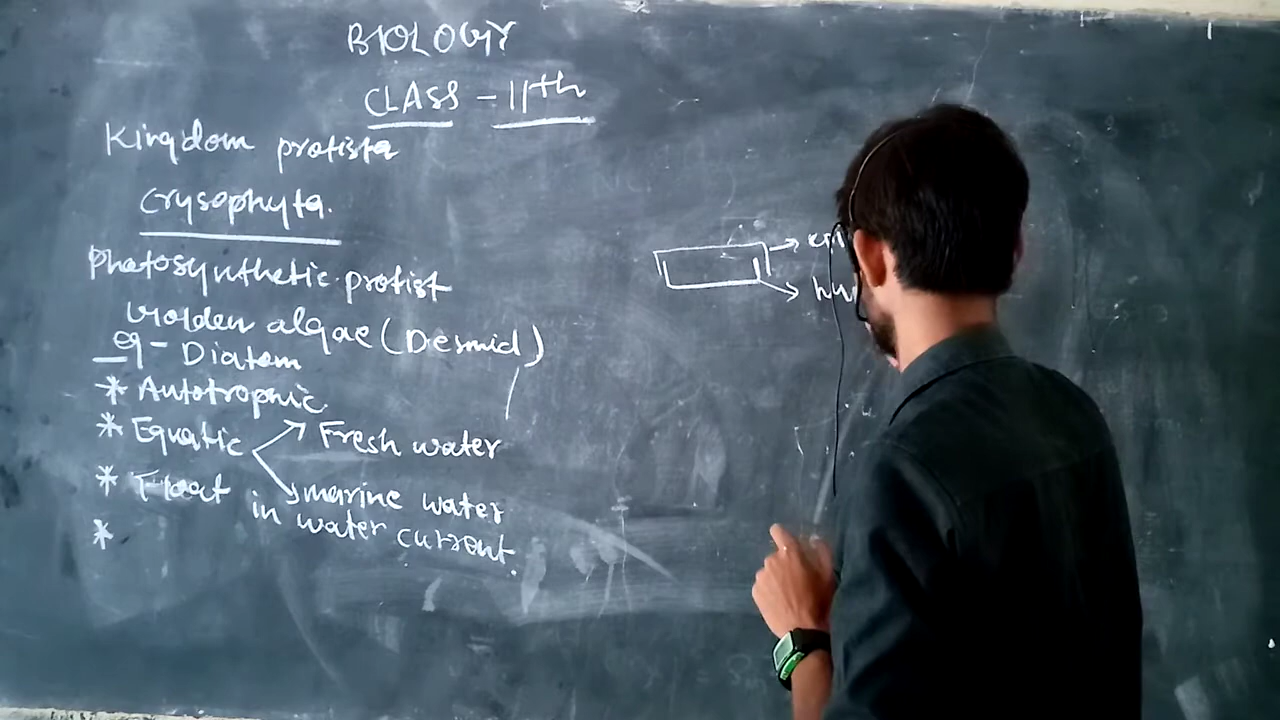 BIOLOGY
CLASS - 11th
Kingdom protista
Crysophyta.
Photosynthetic protist
Golden algae (Desmid)
eg - Diatom
* Autotrophic
* Equatic
Fresh water
marine water
* Float in water current.
*